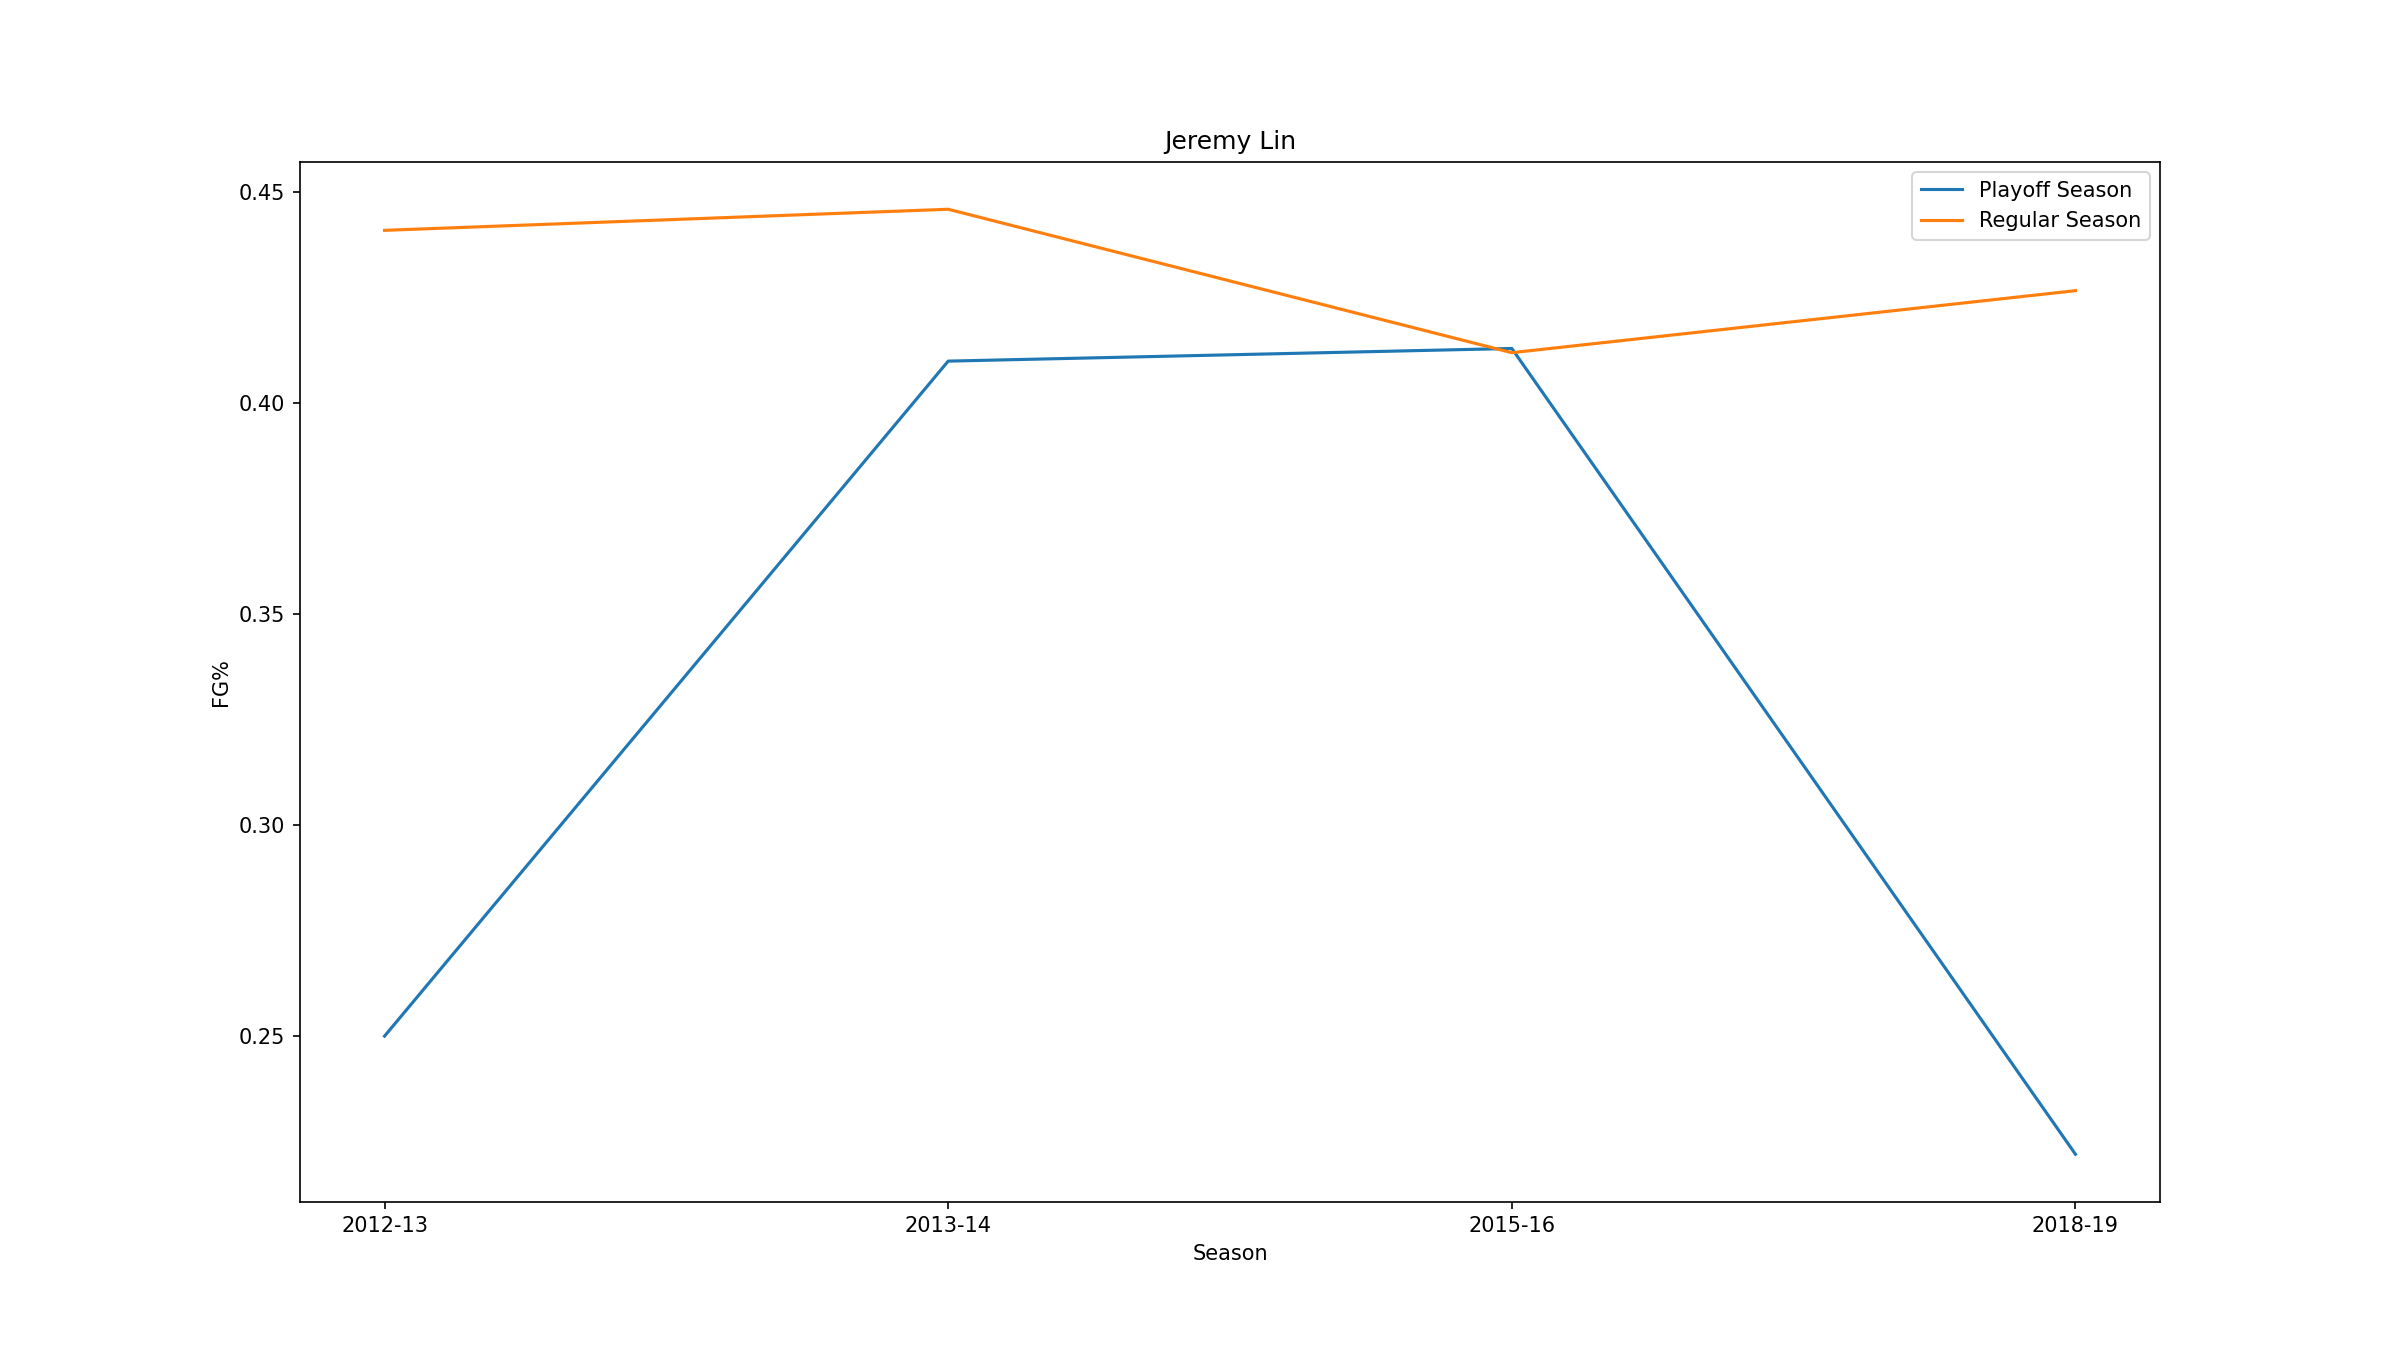 Jeremy Lin
Playoff Season
Regular Season
0.45
0.40
0.35
0.30
0.25
FG%
2012-13
2013-14
2015-16
2018-19
Season